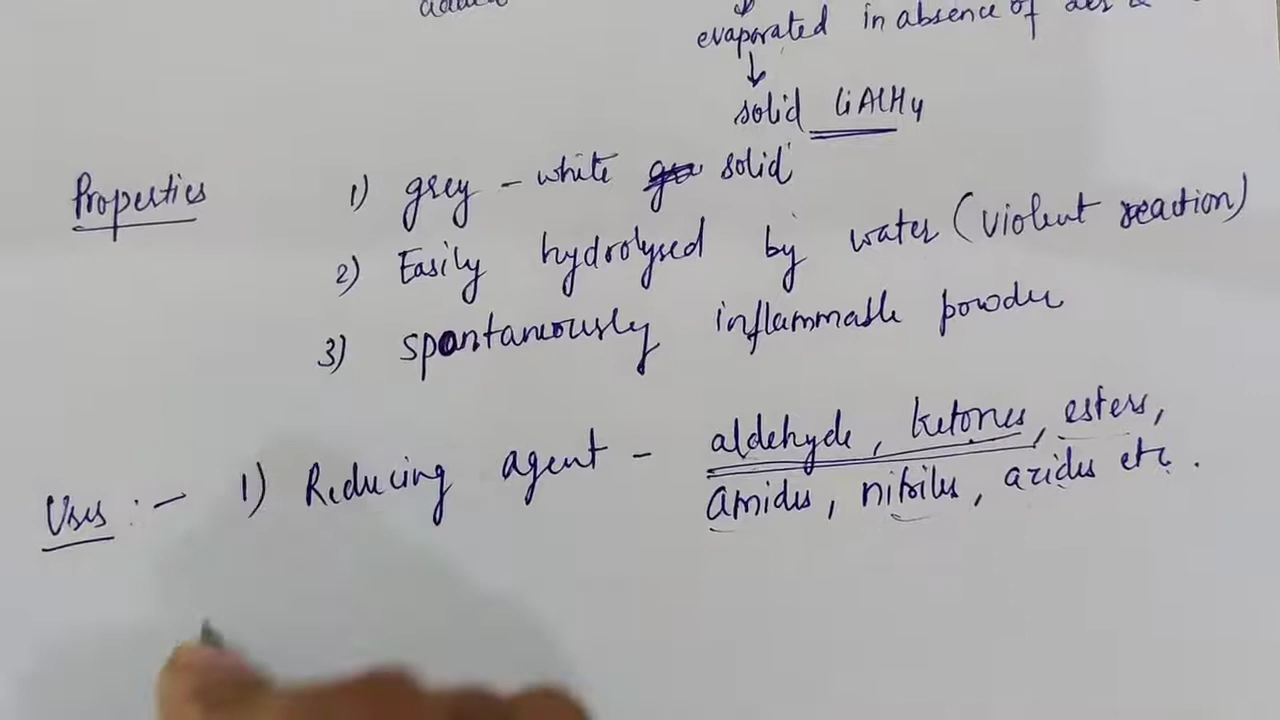 evaporated in absence of
solid LiAlH4
Properties 1) grey - white solid
2) Easily hydrolysed by water (violent reaction)
3) spontaneously inflammable powder
Uses :- 1) Reducing agent - aldehyde, ketones, esters,
amides, nitriles, azides etc.